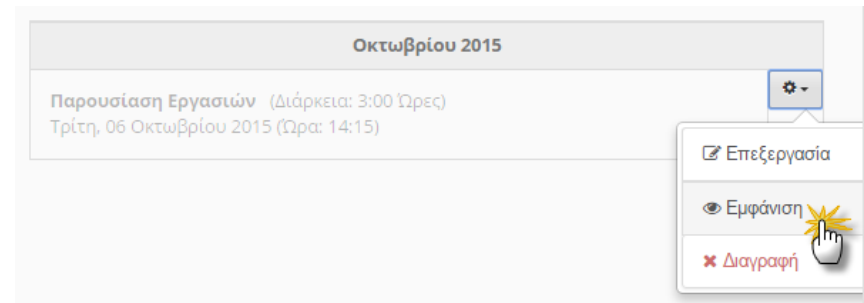 Οκτωβρίου 2015
Παρουσίαση Εργασιών (Διάρκεια: 3:00 Ώρες)
Τρίτη, 06 Οκτωβρίου 2015 (Ώρα: 14:15)
Επεξεργασία
Εμφάνιση
Διαγραφή